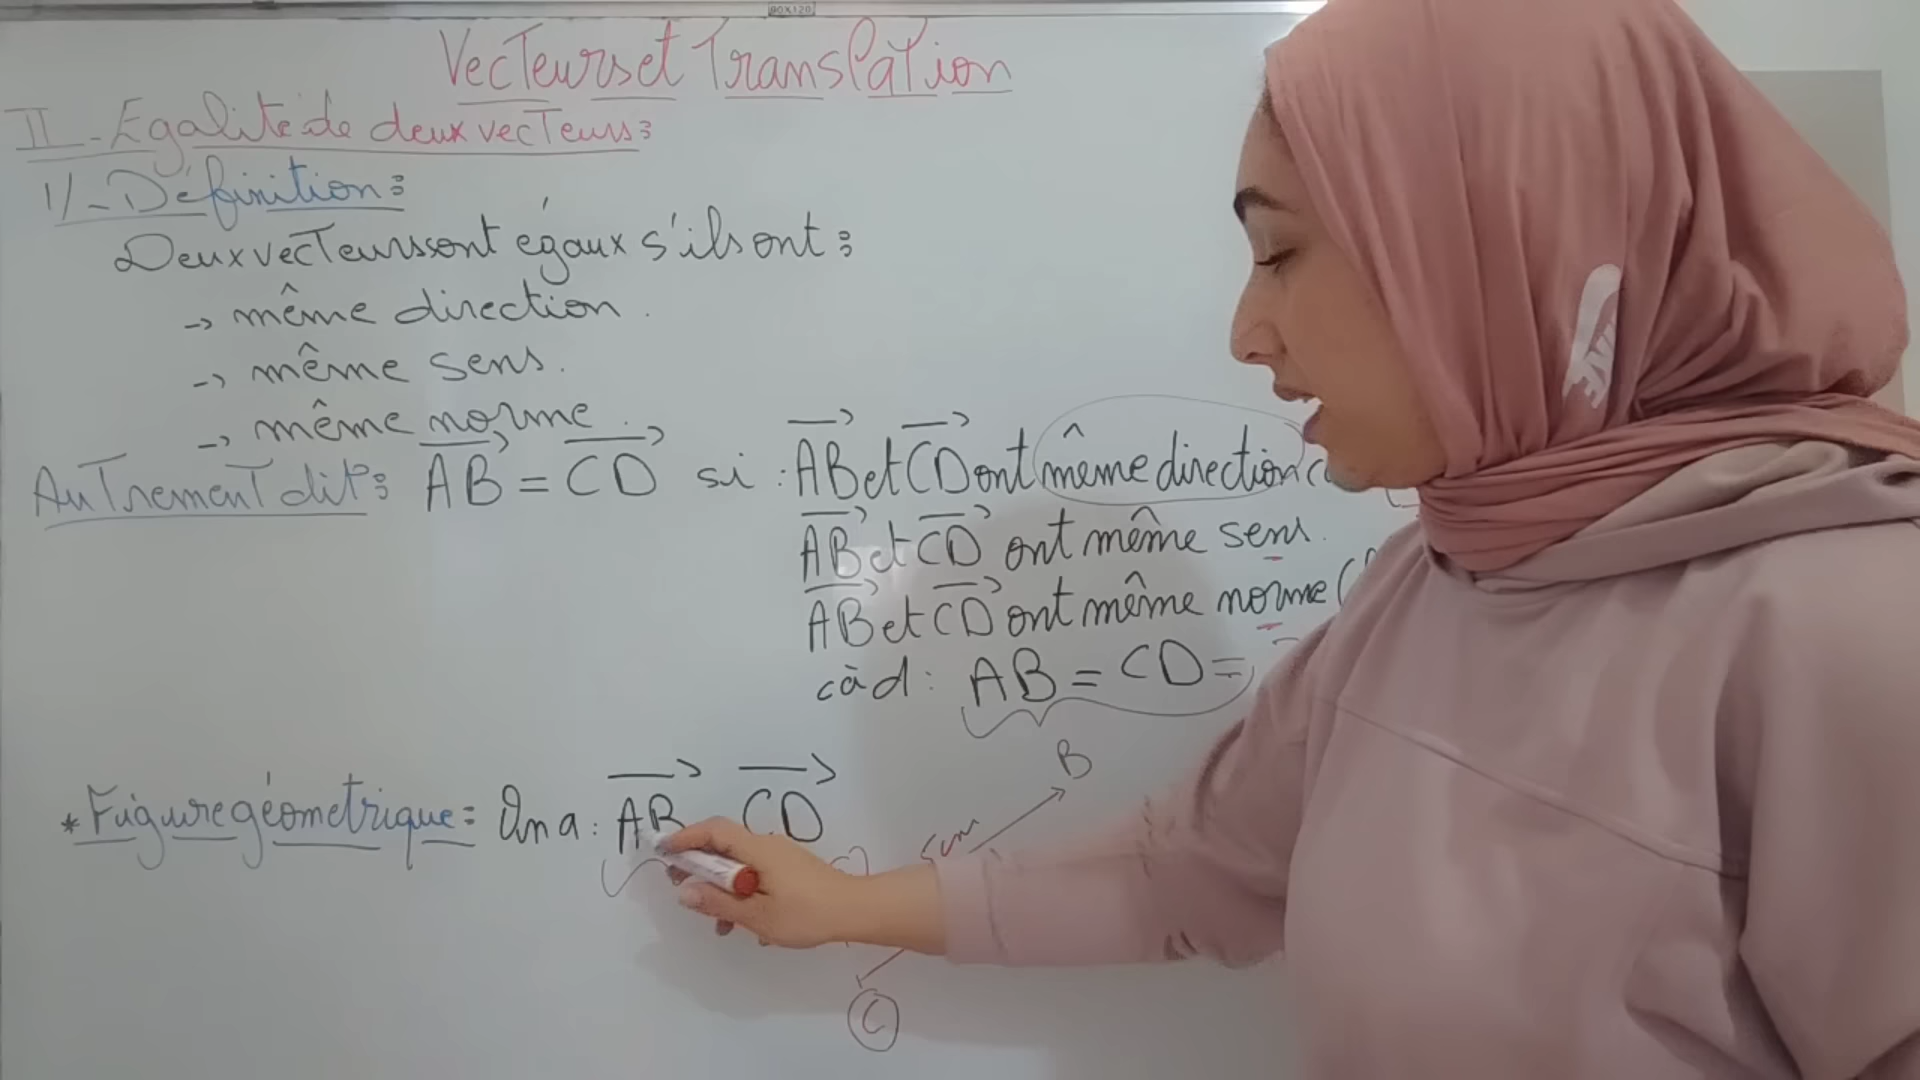 90x120
Vecteurs et Translation
II - Egalité de deux vecteurs :
1/- Définition :
Deux vecteurs sont égaux s'ils ont :
→ même direction.
→ même sens.
→ même norme.
Autrement dit : AB = CD si : AB et CD ont même direction (
AB et CD ont même sens.
AB et CD ont même norme (
càd : AB = CD =
B
* Figure géometrique : On a : AB CD
sens
C